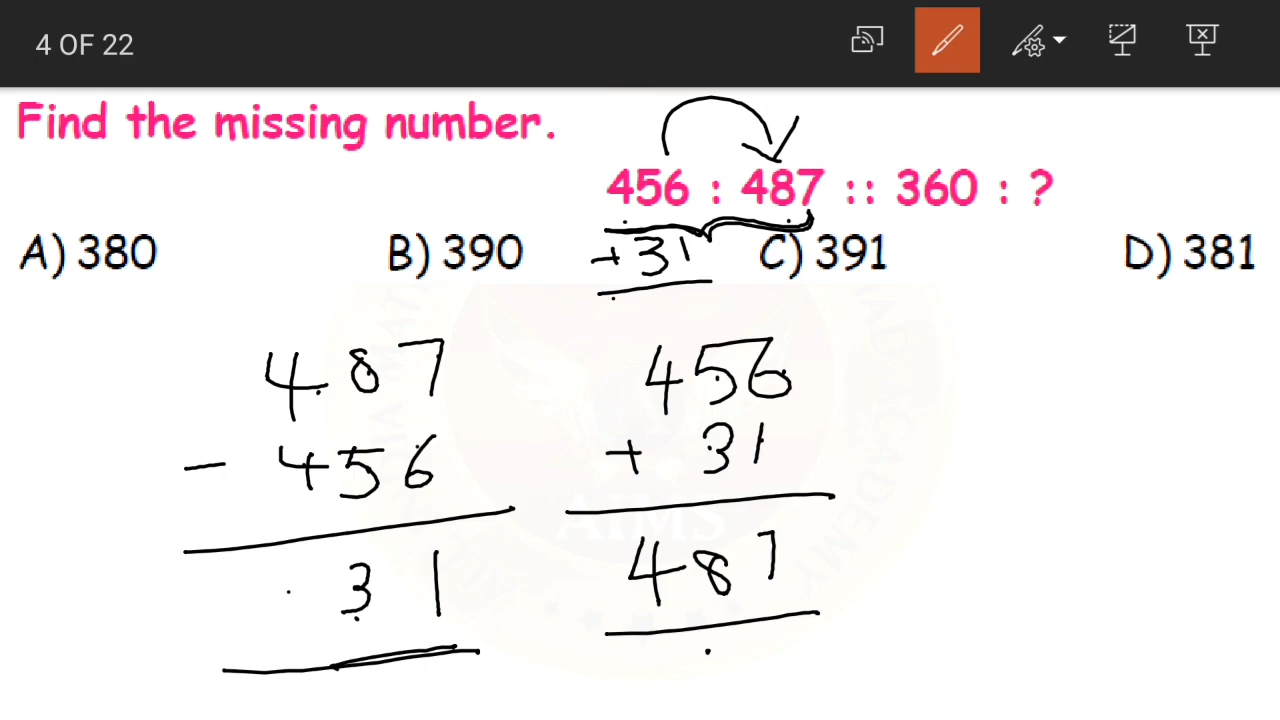 4 OF 22
Find the missing number.
456 : 487 :: 360 : ?
+31
A) 380 B) 390 C) 391 D) 381
487
- 456
31
456
+ 31
487
AIMS